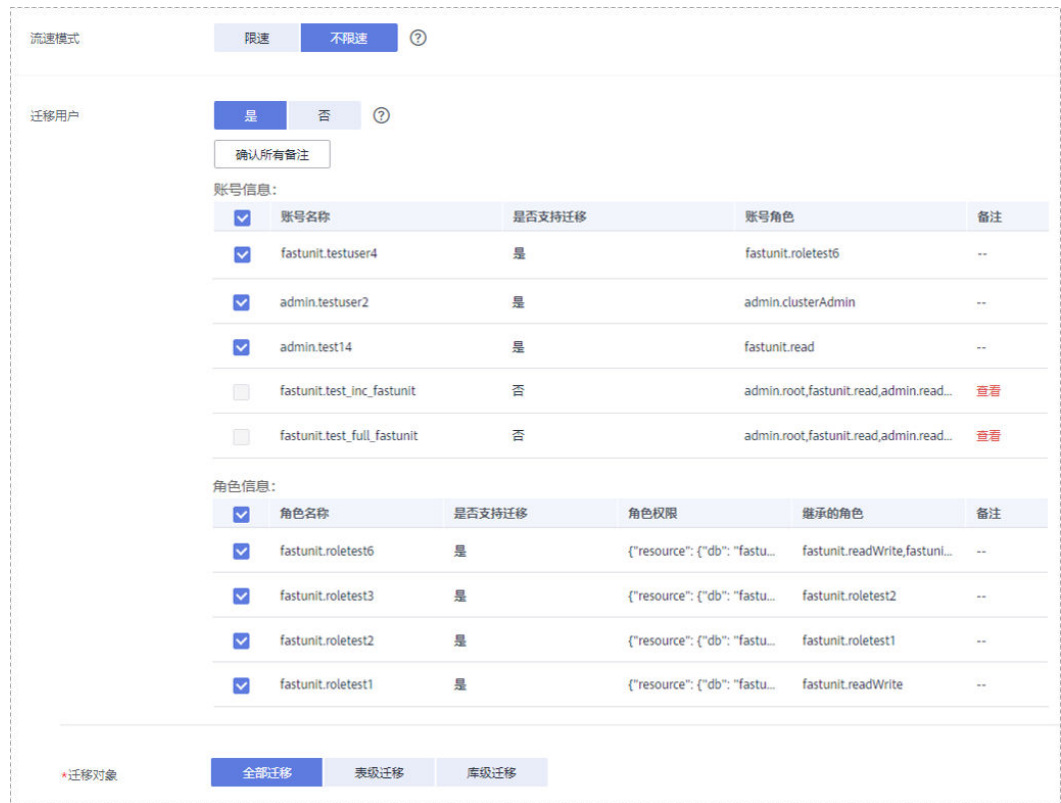 流速模式 限速 不限速 ?
迁移用户 是 否 ?
确认所有备注
账号信息:
账号名称 是否支持迁移 账号角色 备注
fastunit.testuser4 是 fastunit.roletest6 --
admin.testuser2 是 admin.clusterAdmin --
admin.test14 是 fastunit.read --
fastunit.test_inc_fastunit 否 admin.root,fastunit.read,admin.read... 查看
fastunit.test_full_fastunit 否 admin.root,fastunit.read,admin.read... 查看
角色信息:
角色名称 是否支持迁移 角色权限 继承的角色 备注
fastunit.roletest6 是 {"resource": {"db": "fastu... fastunit.readWrite,fastuni... --
fastunit.roletest3 是 {"resource": {"db": "fastu... fastunit.roletest2 --
fastunit.roletest2 是 {"resource": {"db": "fastu... fastunit.roletest1 --
fastunit.roletest1 是 {"resource": {"db": "fastu... fastunit.readWrite --
*迁移对象 全部迁移 表级迁移 库级迁移